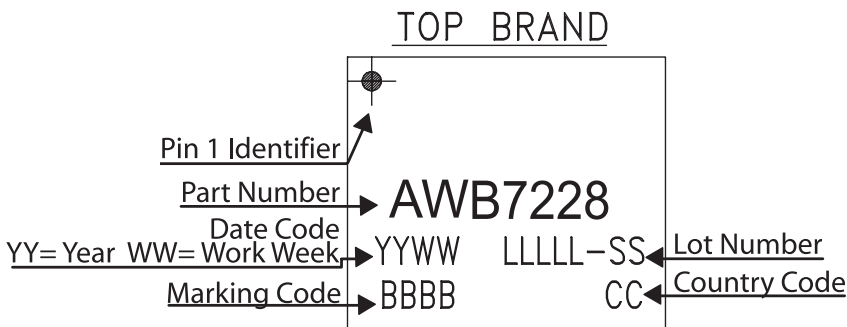 TOP BRAND
Pin 1 Identifier
Part Number
AWB7228
Date Code
YY= Year WW= Work Week
YYWW LLLLL-SS
Lot Number
Marking Code
BBBB CC
Country Code